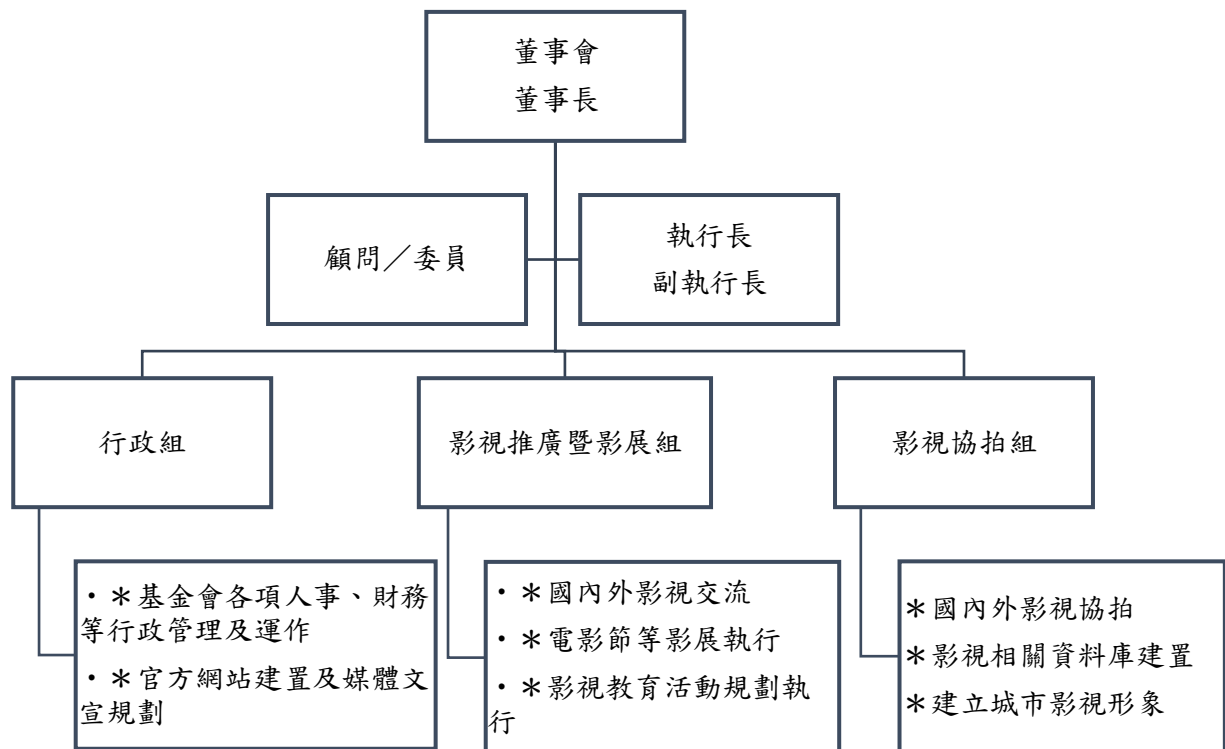 董事會
董事長
顧問／委員
執行長
副執行長
行政組
影視推廣暨影展組
影視協拍組
・＊基金會各項人事、財務
等行政管理及運作
・＊官方網站建置及媒體文
宣規劃
・＊國內外影視交流
・＊電影節等影展執行
・＊影視教育活動規劃執
行
＊國內外影視協拍
＊影視相關資料庫建置
＊建立城市影視形象